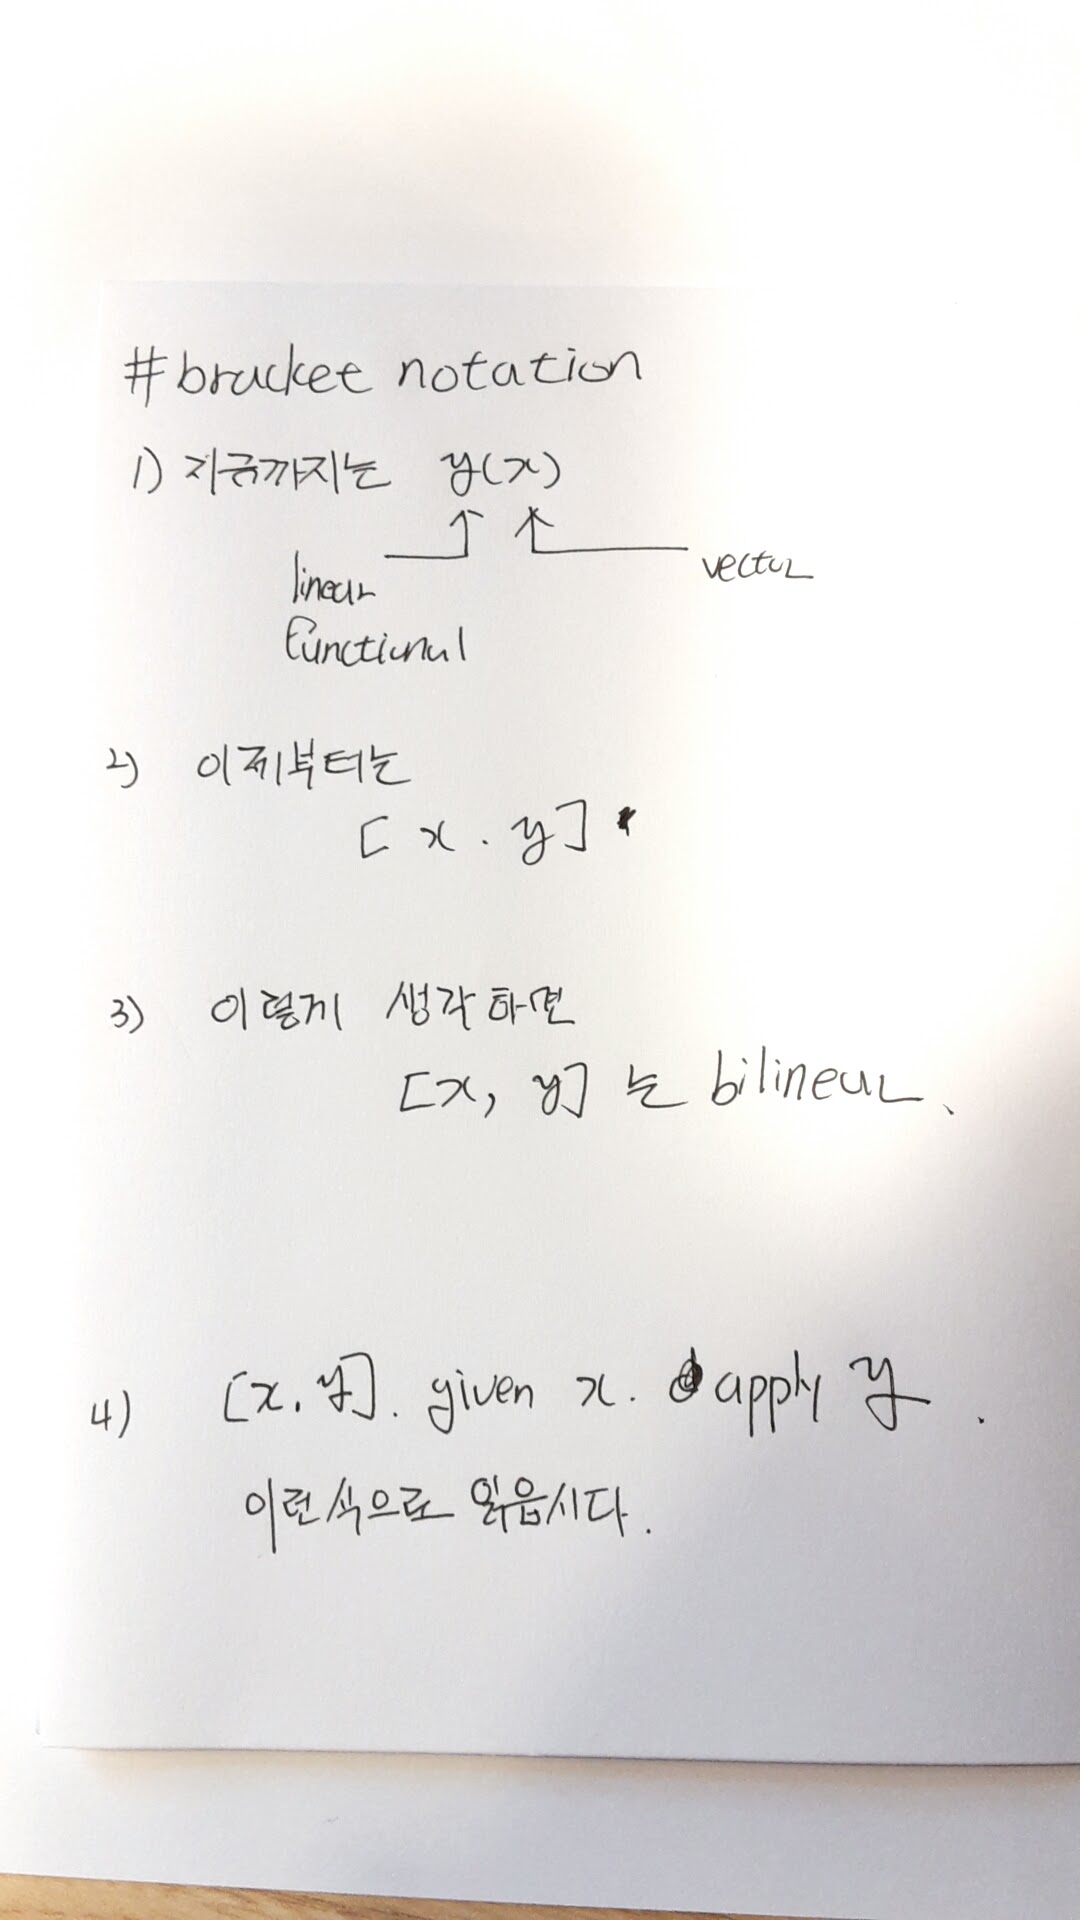 # bracket notation
1) 지금까지는 y(x)
linear vector
functional
2) 이제부터는
[x, y]
3) 이렇게 생각하면
[x, y] 는 bilinear.
4) [x, y]. given x. apply y.
이런 식으로 읽읍시다.